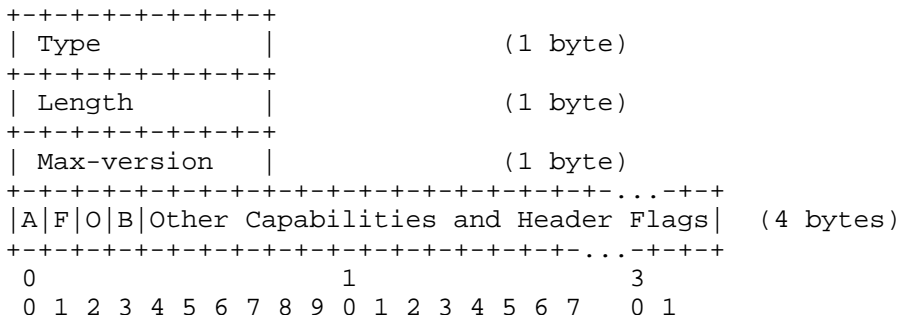 +-+-+-+-+-+-+-+-+
| Type          |              (1 byte)
+-+-+-+-+-+-+-+-+
| Length        |              (1 byte)
+-+-+-+-+-+-+-+-+
| Max-version   |              (1 byte)
+-+-+-+-+-+-+-+-+-+-+-+-+-+-+-+-+-+-+-...-+-+
|A|F|O|B|Other Capabilities and Header Flags|  (4 bytes)
+-+-+-+-+-+-+-+-+-+-+-+-+-+-+-+-+-+-...-+-+-+
 0                   1                 3
 0 1 2 3 4 5 6 7 8 9 0 1 2 3 4 5 6 7   0 1